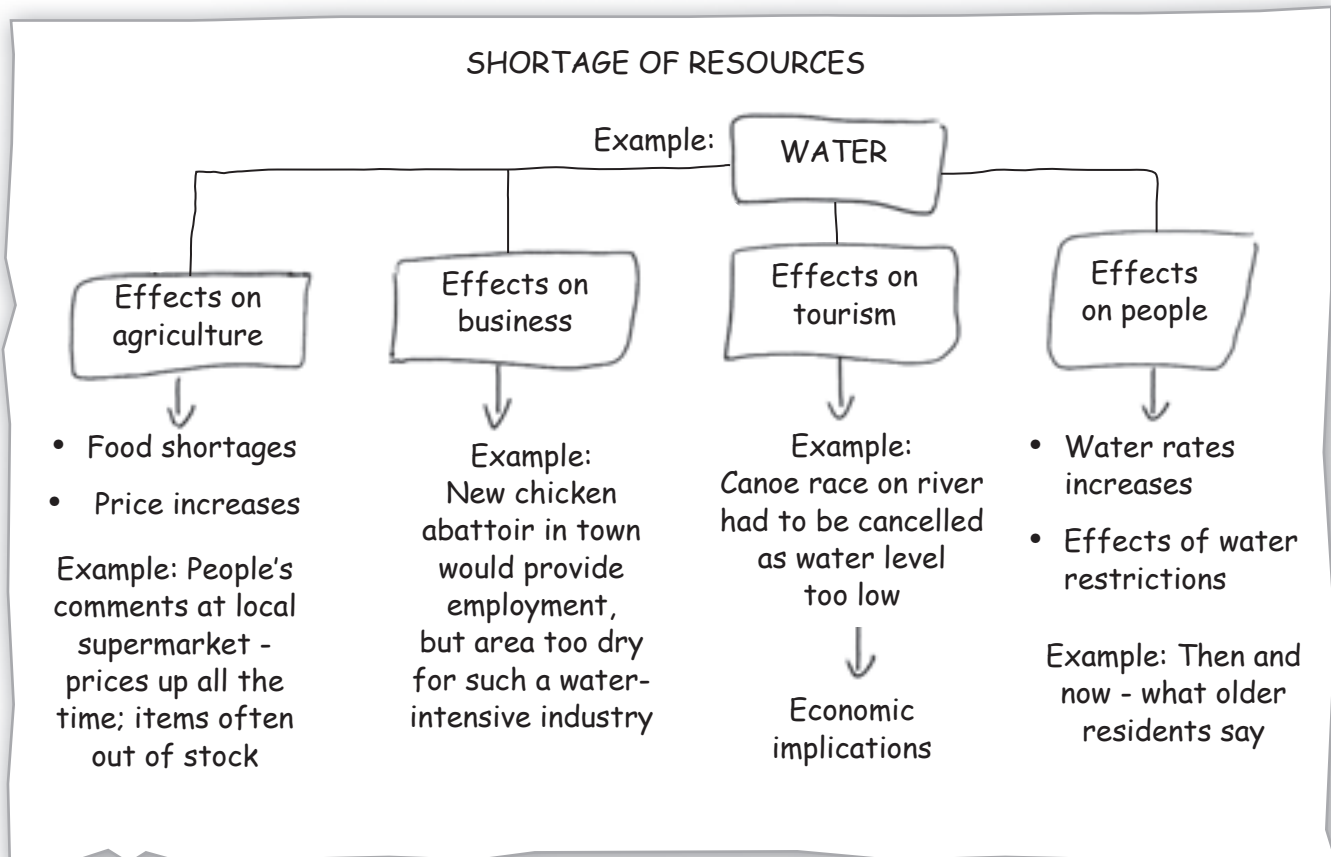 SHORTAGE OF RESOURCES
Example:
WATER
Effects on
agriculture
• Food shortages
• Price increases
Example: People's
comments at local
supermarket -
prices up all the
time; items often
out of stock
Effects on
business
Example:
New chicken
abattoir in town
would provide
employment,
but area too dry
for such a water-
intensive industry
Effects on
tourism
Example:
Canoe race on river
had to be cancelled
as water level
too low
Economic
implications
Effects
on people
• Water rates
increases
• Effects of water
restrictions
Example: Then and
now - what older
residents say